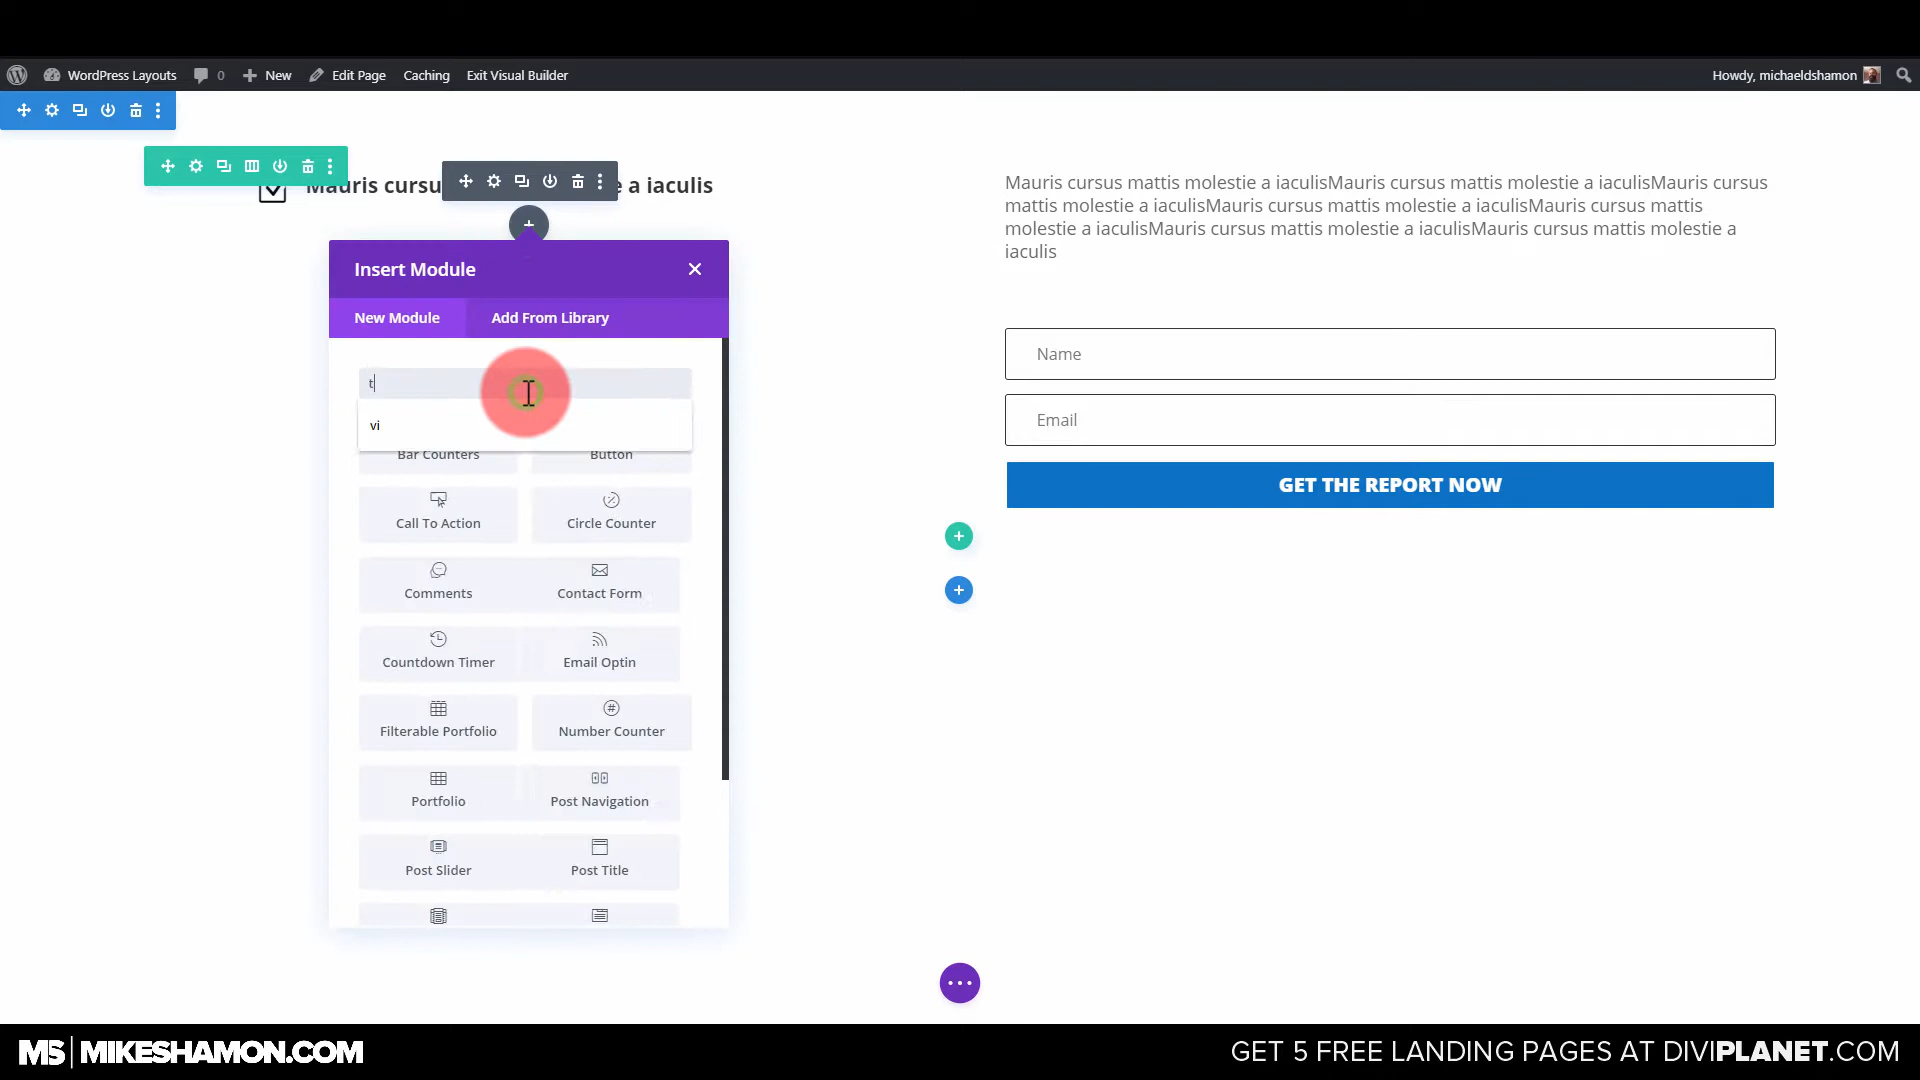 WordPress Layouts 0 New Edit Page Caching Exit Visual Builder Howdy, michaeldshamon
Mauris cursu e a iaculis
Insert Module
New Module Add From Library
t
vi
Bar Counters Button
Call To Action Circle Counter
Comments Contact Form
Countdown Timer Email Optin
Filterable Portfolio Number Counter
Portfolio Post Navigation
Post Slider Post Title
Mauris cursus mattis molestie a iaculisMauris cursus mattis molestie a iaculisMauris cursus
mattis molestie a iaculisMauris cursus mattis molestie a iaculisMauris cursus mattis
molestie a iaculisMauris cursus mattis molestie a iaculisMauris cursus mattis molestie a
iaculis
Name
Email
GET THE REPORT NOW
MS MIKESHAMON.COM
GET 5 FREE LANDING PAGES AT DIVIPLANET.COM